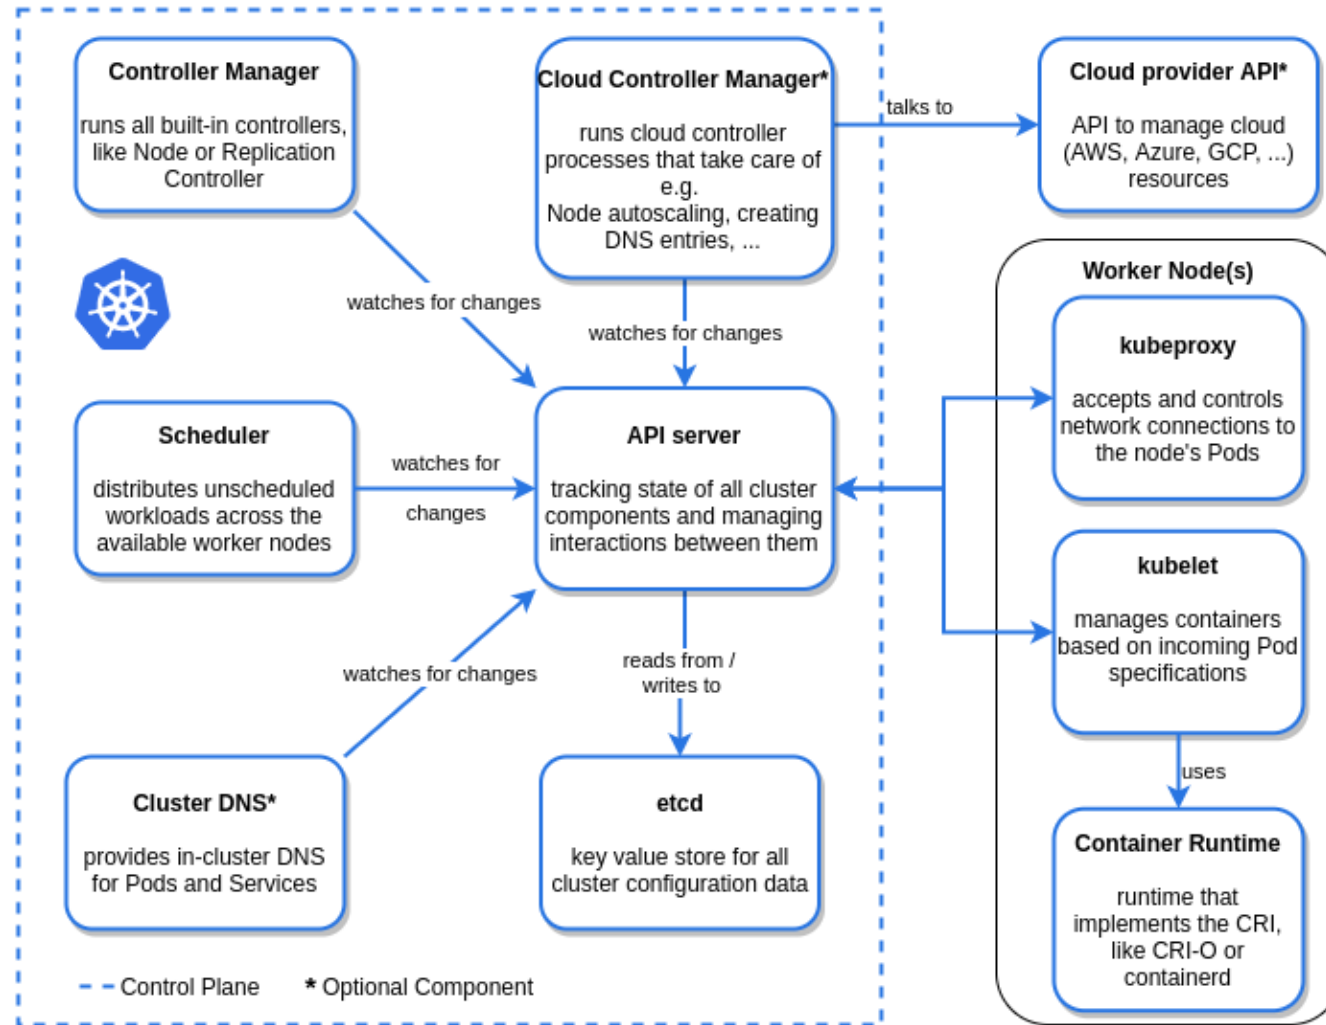 Controller Manager
runs all built-in controllers,
like Node or Replication
Controller
Cloud Controller Manager*
runs cloud controller
processes that take care of
e.g.
Node autoscaling, creating
DNS entries, ...
talks to
Cloud provider API*
API to manage cloud
(AWS, Azure, GCP, ...)
resources
watches for changes
watches for changes
Worker Node(s)
kubeproxy
accepts and controls
network connections to
the node's Pods
Scheduler
distributes unscheduled
workloads across the
available worker nodes
watches for
changes
API server
tracking state of all cluster
components and managing
interactions between them
kubelet
manages containers
based on incoming Pod
specifications
watches for changes
reads from /
writes to
uses
Cluster DNS*
provides in-cluster DNS
for Pods and Services
etcd
key value store for all
cluster configuration data
Container Runtime
runtime that
implements the CRI,
like CRI-O or
containerd
Control Plane
* Optional Component